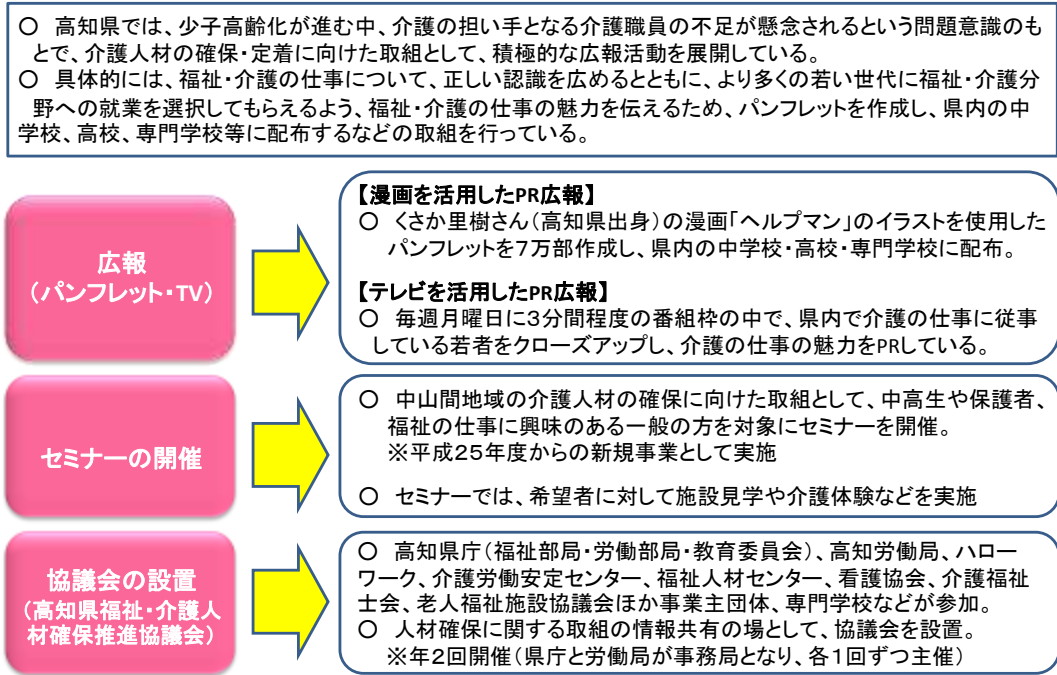 ○ 高知県では、少子高齢化が進む中、介護の担い手となる介護職員の不足が懸念されるという問題意識のも
とで、介護人材の確保・定着に向けた取組として、積極的な広報活動を展開している。
○ 具体的には、福祉・介護の仕事について、正しい認識を広めるとともに、より多くの若い世代に福祉・介護分
野への就業を選択してもらえるよう、福祉・介護の仕事の魅力を伝えるため、パンフレットを作成し、県内の中
学校、高校、専門学校等に配布するなどの取組を行っている。
広報
（パンフレット・TV）
【漫画を活用したPR広報】
○ くさか里樹さん（高知県出身）の漫画「ヘルプマン」のイラストを使用した
パンフレットを７万部作成し、県内の中学校・高校・専門学校に配布。
【テレビを活用したPR広報】
○ 毎週月曜日に３分間程度の番組枠の中で、県内で介護の仕事に従事
している若者をクローズアップし、介護の仕事の魅力をPRしている。
セミナーの開催
○ 中山間地域の介護人材の確保に向けた取組として、中高生や保護者、
福祉の仕事に興味のある一般の方を対象にセミナーを開催。
※平成２５年度からの新規事業として実施
○ セミナーでは、希望者に対して施設見学や介護体験などを実施
協議会の設置
（高知県福祉・介護人
材確保推進協議会）
○ 高知県庁（福祉部局・労働部局・教育委員会）、高知労働局、ハロー
ワーク、介護労働安定センター、福祉人材センター、看護協会、介護福祉
士会、老人福祉施設協議会ほか事業主団体、専門学校などが参加。
○ 人材確保に関する取組の情報共有の場として、協議会を設置。
※年２回開催（県庁と労働局が事務局となり、各１回ずつ主催）